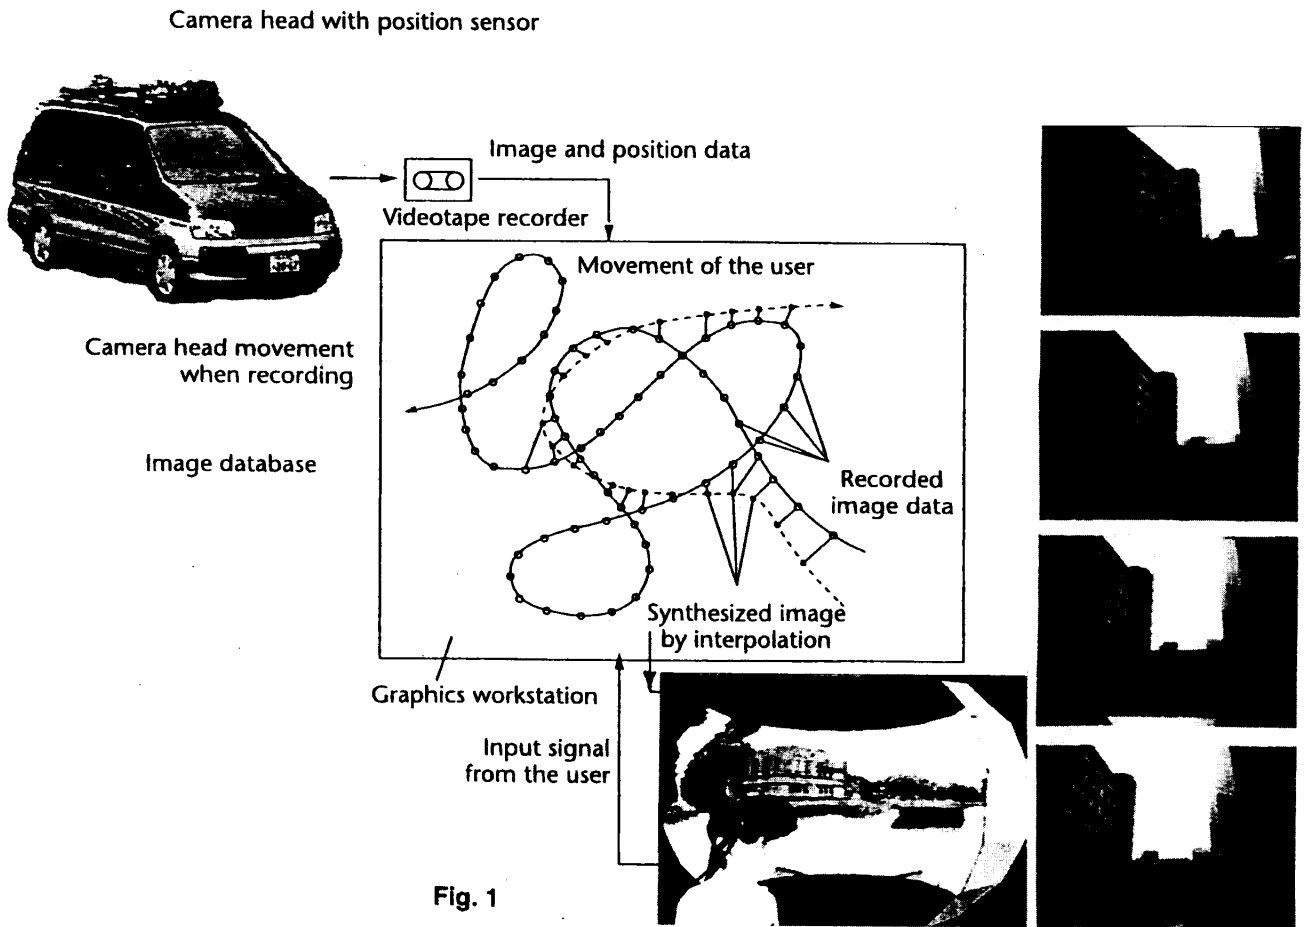 Camera head with position sensor
Image and position data
Videotape recorder
Movement of the user
Camera head movement
when recording
Image database
Recorded
image data
Synthesized image
by interpolation
Graphics workstation
Input signal
from the user
Fig. 1